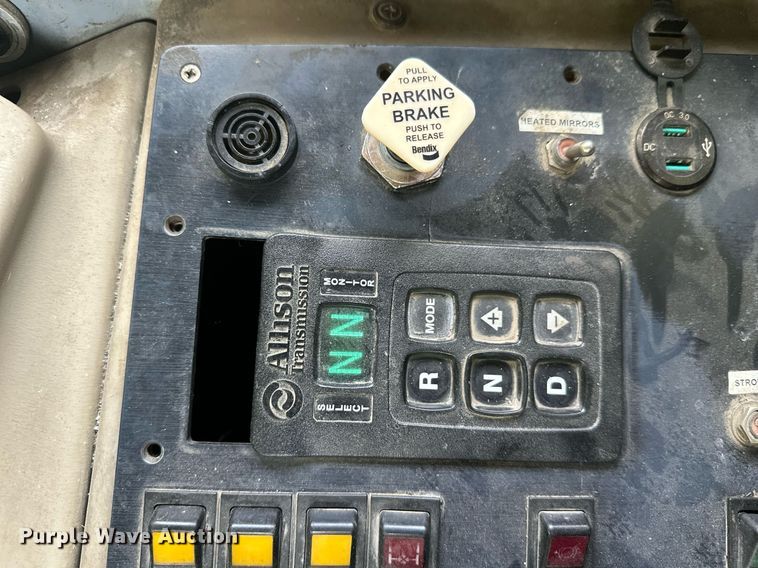 PULL
TO APPLY
PARKING
BRAKE
PUSH TO
RELEASE
Bendix
HEATED MIRRORS
DC 3.0
DC
Allison
Transmission
MONITOR
N N
SELECT
MODE
R
N
D
STRO
Purple Wave Auction